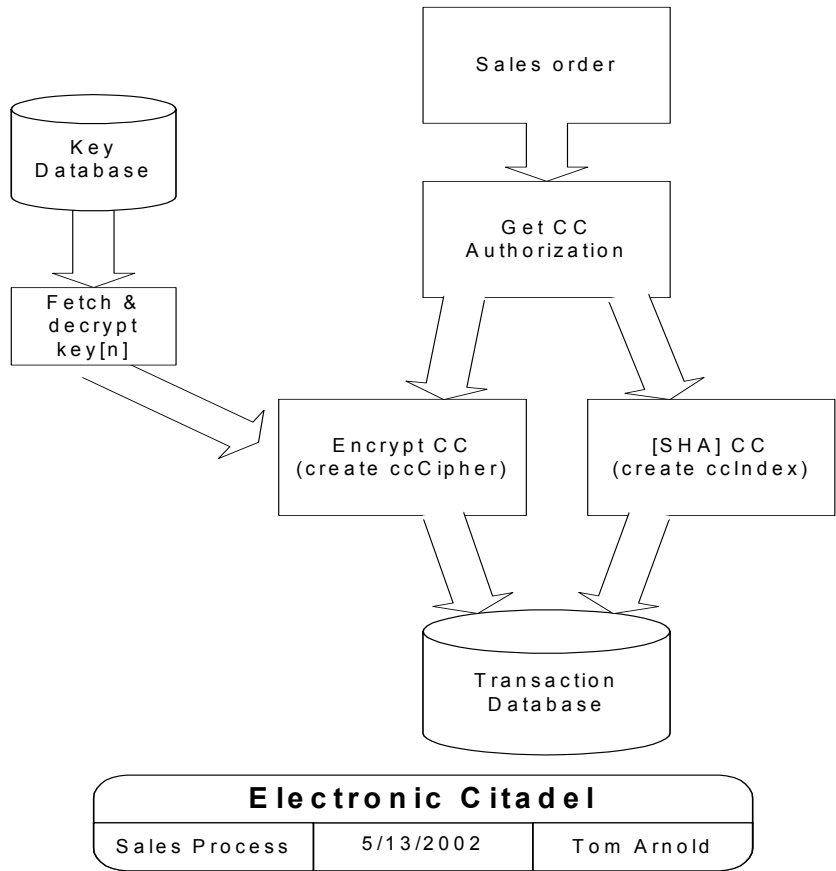 Sales order
Key
Database
Get CC
Authorization
Fetch &
decrypt
key[n]
Encrypt CC
(create ccCipher)
[SHA] CC
(create ccIndex)
Transaction
Database
Electronic Citadel
Sales Process
5/13/2002
Tom Arnold